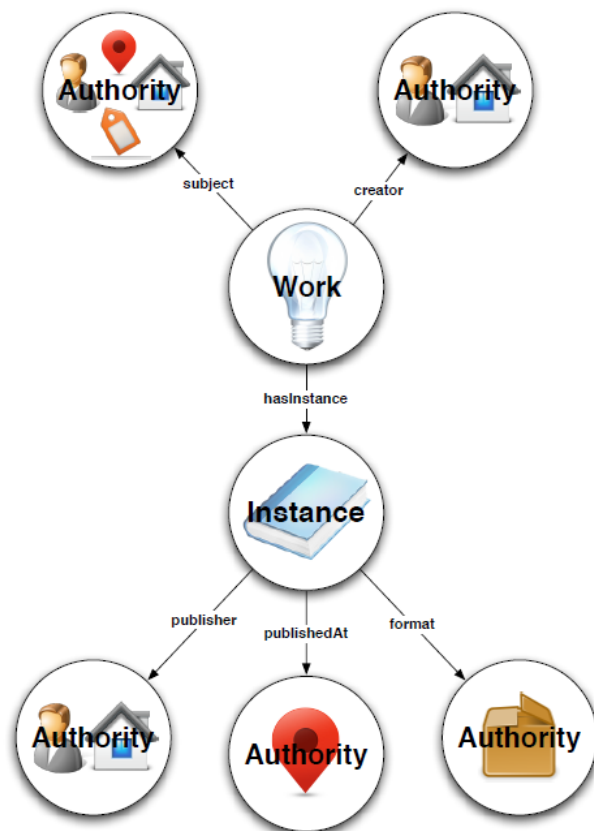 Authority
Authority
subject
creator
Work
hasInstance
Instance
publisher
publishedAt
format
Authority
Authority
Authority